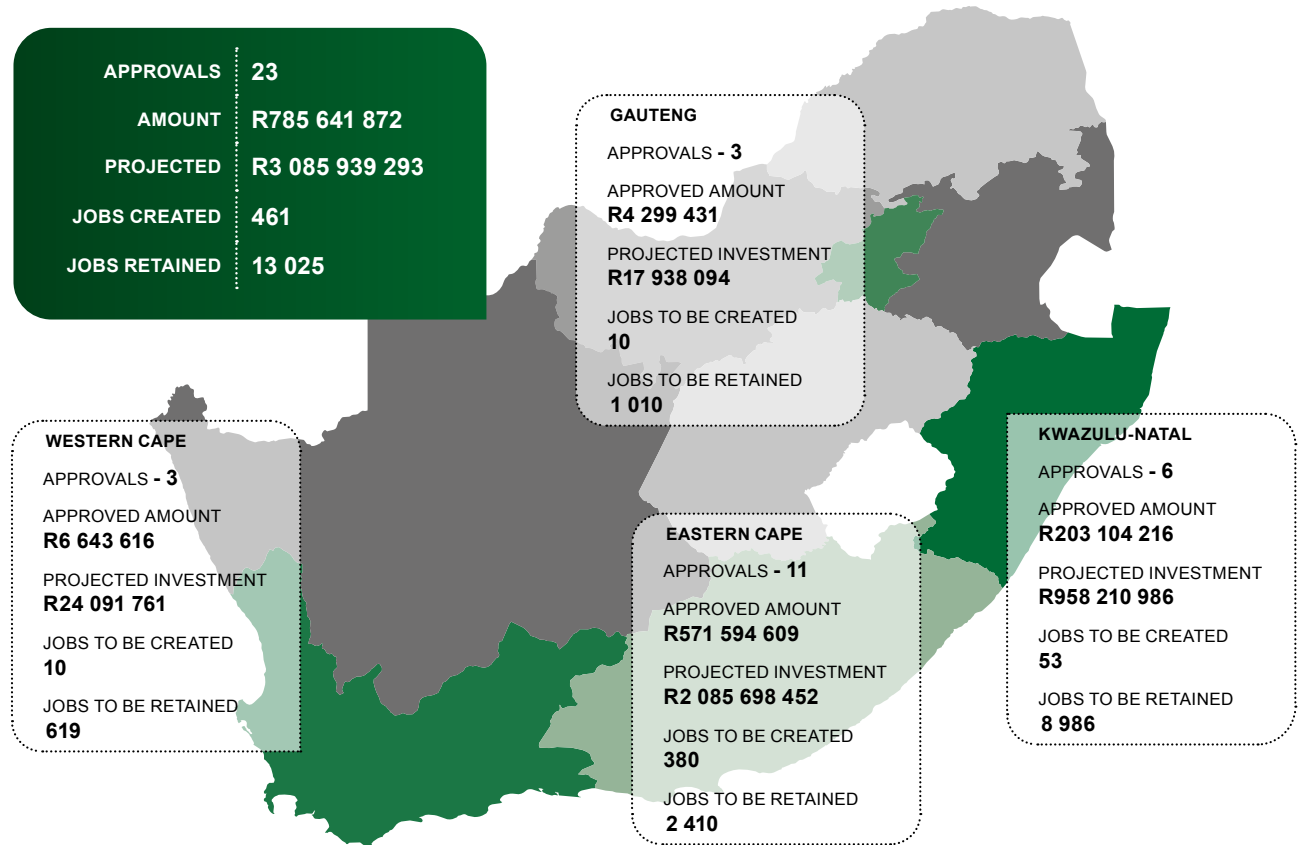 APPROVALS 23
AMOUNT R785 641 872
PROJECTED R3 085 939 293
JOBS CREATED 461
JOBS RETAINED 13 025
GAUTENG
APPROVALS - 3
APPROVED AMOUNT
R4 299 431
PROJECTED INVESTMENT
R17 938 094
JOBS TO BE CREATED
10
JOBS TO BE RETAINED
1 010
WESTERN CAPE
APPROVALS - 3
APPROVED AMOUNT
R6 643 616
PROJECTED INVESTMENT
R24 091 761
JOBS TO BE CREATED
10
JOBS TO BE RETAINED
619
EASTERN CAPE
APPROVALS - 11
APPROVED AMOUNT
R571 594 609
PROJECTED INVESTMENT
R2 085 698 452
JOBS TO BE CREATED
380
JOBS TO BE RETAINED
2 410
KWAZULU-NATAL
APPROVALS - 6
APPROVED AMOUNT
R203 104 216
PROJECTED INVESTMENT
R958 210 986
JOBS TO BE CREATED
53
JOBS TO BE RETAINED
8 986